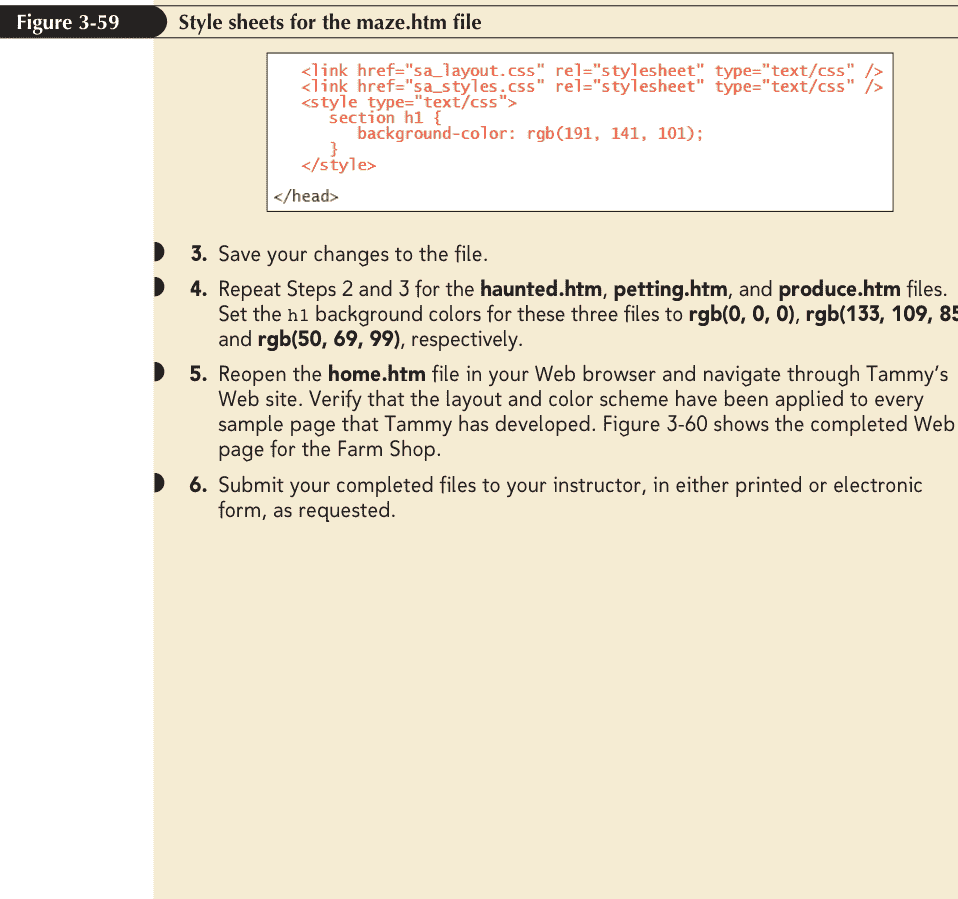 Figure 3-59 Style sheets for the maze.htm file
<link href="sa_layout.css" rel="stylesheet" type="text/css" />
<link href="sa_styles.css" rel="stylesheet" type="text/css" />
<style type="text/css">
section h1 {
background-color: rgb(191, 141, 101);
}
</style>
</head>
3. Save your changes to the file.
4. Repeat Steps 2 and 3 for the haunted.htm, petting.htm, and produce.htm files.
Set the h1 background colors for these three files to rgb(0, 0, 0), rgb(133, 109, 85
and rgb(50, 69, 99), respectively.
5. Reopen the home.htm file in your Web browser and navigate through Tammy's
Web site. Verify that the layout and color scheme have been applied to every
sample page that Tammy has developed. Figure 3-60 shows the completed Web
page for the Farm Shop.
6. Submit your completed files to your instructor, in either printed or electronic
form, as requested.